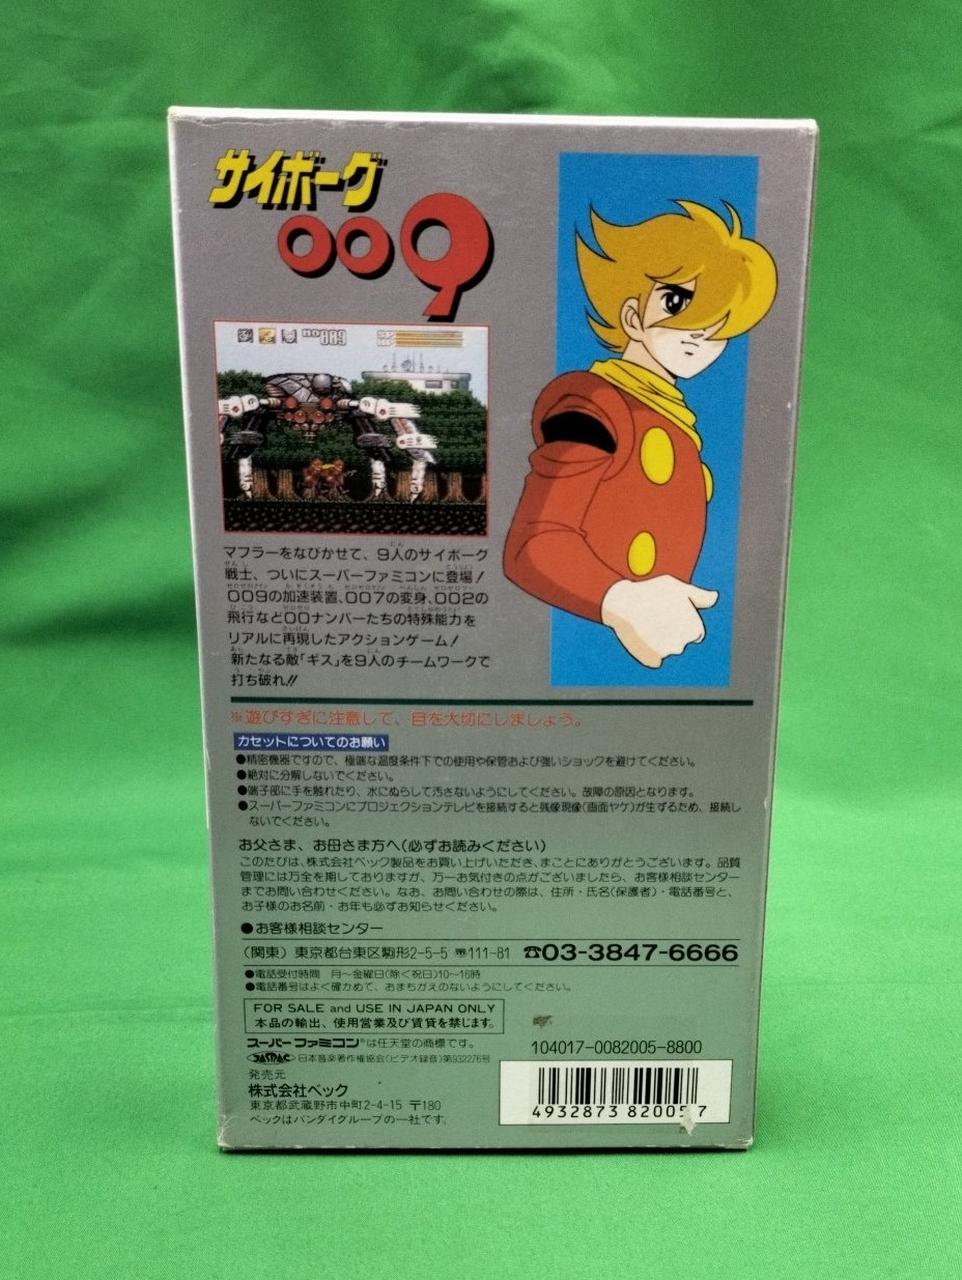 サイボーグ
009
NO 009
マフラーをなびかせて、9人のサイボーグ
戦士、ついにスーパーファミコンに登場!
009の加速装置、007の変身、002の
飛行など00ナンバーたちの特殊能力を
リアルに再現したアクションゲーム!
新たなる敵「ギス」を9人のチームワークで
打ち破れ!!
※遊びすぎに注意して、目を大切にしましょう。
カセットについてのお願い
●精密機器ですので、極端な温度条件下での使用や保管および強いショックを避けてください。
●絶対に分解しないでください。
●端子部に手を触れたり、水にぬらして汚さないようにしてください。故障の原因となります。
●スーパーファミコンにプロジェクションテレビを接続すると残像現像(画面ヤケ)が生ずるため、接続し
ないでください。
お父さま、お母さま方へ(必ずお読みください)
このたびは、株式会社ベック製品をお買い上げいただき、まことにありがとうございます。品質
管理には万全を期しておりますが、万一お気付きの点がございましたら、お客様相談センター
までお問い合わせください。なお、お問い合わせの際は、住所・氏名(保護者)・電話番号と、
お子様のお名前・お年も必ずお知らせください。
●お客様相談センター
(関東) 東京都台東区駒形2-5-5 〒111-81 ☎03-3847-6666
●電話受付時間 月〜金曜日(除く祝日)10〜16時
●電話番号はよく確かめて、おまちがえのないようにしてください。
FOR SALE and USE IN JAPAN ONLY
本品の輸出、使用営業及び賃貸を禁じます。
スーパーファミコン®は任天堂の商標です。
JASRAC 日本音楽著作権協会(ビデオ録音)第932276号
104017-0082005-8800
発売元
株式会社ベック
東京都武蔵野市中町2-4-15 〒180
ベックはバンダイグループの一社です。
4932873 820057